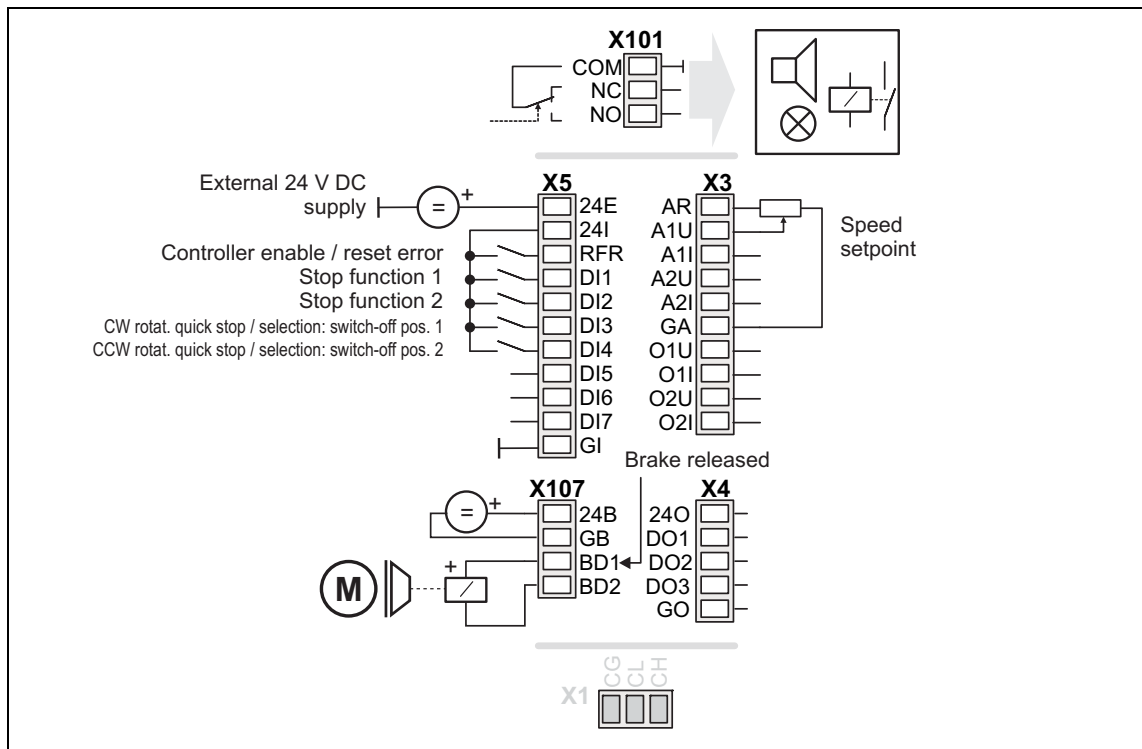 X101
COM
NC
NO
External 24 V DC
supply
=
+
X5
24E
24I
RFR
DI1
DI2
DI3
DI4
DI5
DI6
DI7
GI
Controller enable / reset error
Stop function 1
Stop function 2
CW rotat. quick stop / selection: switch-off pos. 1
CCW rotat. quick stop / selection: switch-off pos. 2
X3
AR
A1U
A1I
A2U
A2I
GA
O1U
O1I
O2U
O2I
Speed
setpoint
Brake released
X107
=
+
24B
GB
BD1
BD2
+
M
X4
24O
DO1
DO2
DO3
GO
X1
CG
CL
CH